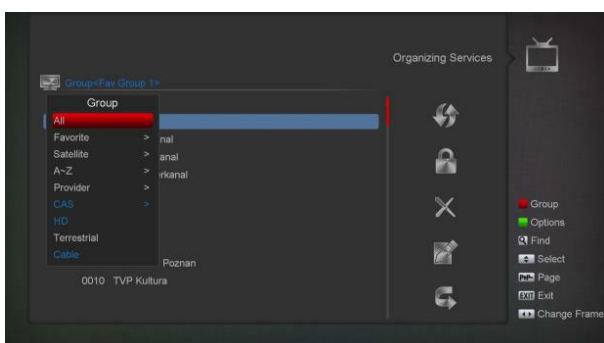 Organizing Services
Group<Fav Group 1>
Group
All
Favorite >
nal
Satellite >
anal
A~Z >
rkanal
Provider >
CAS >
HD
Terrestrial
Cable
Poznan
0010 TVP Kultura
Group
Options
Find
Select
Page
EXIT Exit
Change Frame